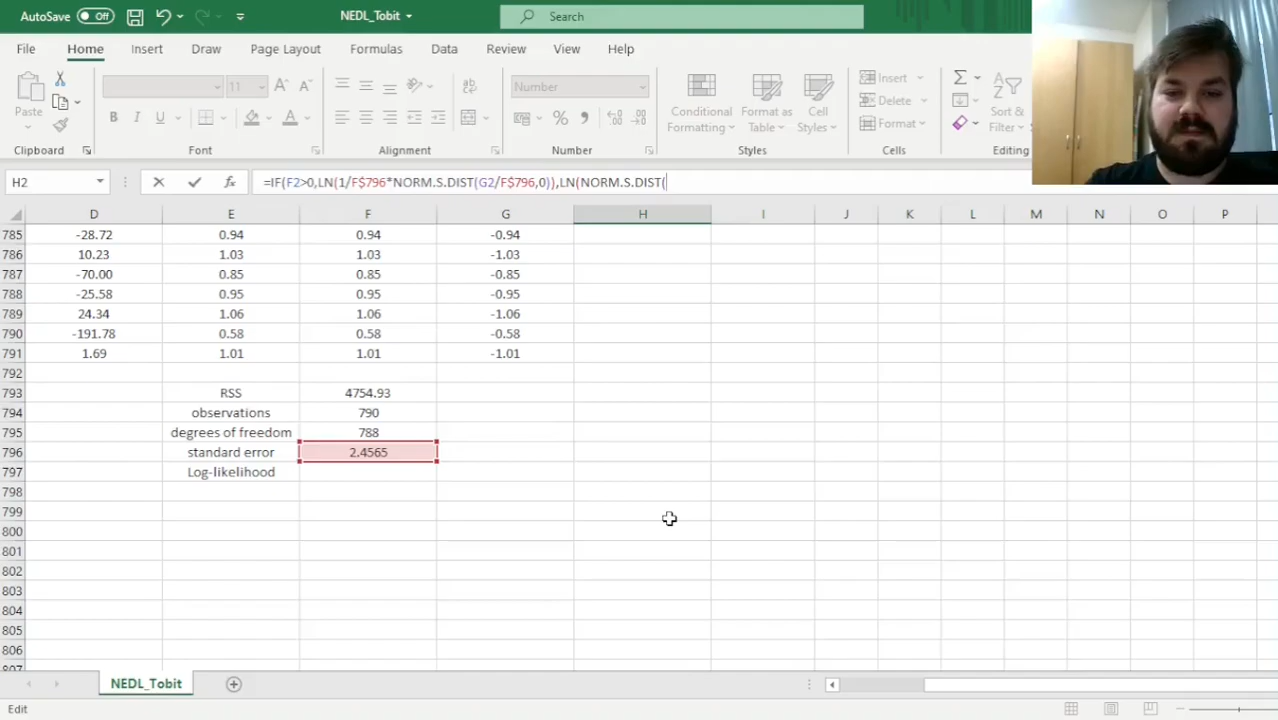 AutoSave Off NEDL_Tobit Search
File Home Insert Draw Page Layout Formulas Data Review View Help
Paste
11
Number
Conditional Formatting
Format as Table
Cell Styles
Insert
Delete
Format
Sort &
Filter
Clipboard Font Alignment Number Styles Cells
H2 =IF(F2>0,LN(1/F$796*NORM.S.DIST(G2/F$796,0)),LN(NORM.S.DIST(
D E F G H I J K L M N O P
785 -28.72 0.94 0.94 -0.94
786 10.23 1.03 1.03 -1.03
787 -70.00 0.85 0.85 -0.85
788 -25.58 0.95 0.95 -0.95
789 24.34 1.06 1.06 -1.06
790 -191.78 0.58 0.58 -0.58
791 1.69 1.01 1.01 -1.01
792
793 RSS 4754.93
794 observations 790
795 degrees of freedom 788
796 standard error 2.4565
797 Log-likelihood
798
799
800
801
802
803
804
805
806
807
NEDL_Tobit
Edit